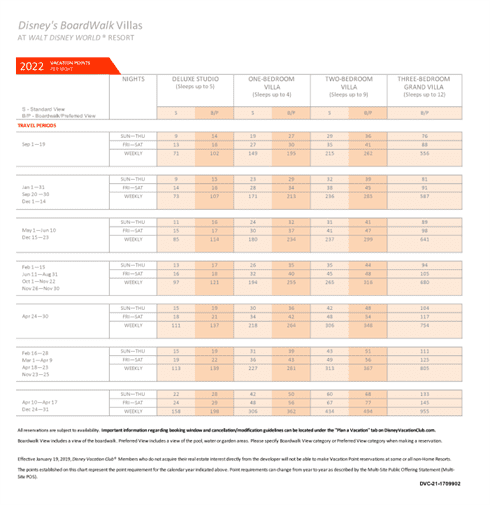 Disney's BoardWalk Villas
AT WALT DISNEY WORLD ® RESORT
2022 VACATION POINTS
PER NIGHT
NIGHTS DELUXE STUDIO ONE-BEDROOM TWO-BEDROOM THREE-BEDROOM
(Sleeps up to 5) VILLA VILLA GRAND VILLA
(Sleeps up to 4) (Sleeps up to 9) (Sleeps up to 12)
S - Standard View S B/P S B/P S B/P B/P
B/P - Boardwalk/Preferred View
TRAVEL PERIODS
SUN—THU 9 14 19 27 29 36 76
Sep 1—19 FRI—SAT 13 16 27 30 35 41 88
WEEKLY 71 102 149 195 215 262 556
SUN—THU 9 15 23 29 32 39 81
Jan 1—31 FRI—SAT 14 16 28 34 38 45 91
Sep 20—30 WEEKLY 73 107 171 213 236 285 587
Dec 1—14
SUN—THU 11 16 24 32 31 41 89
May 1—Jun 10 FRI—SAT 15 17 30 37 41 47 98
Dec 15—23 WEEKLY 85 114 180 234 237 299 641
SUN—THU 13 17 26 35 35 44 94
Feb 1—15 FRI—SAT 16 18 32 40 45 48 105
Jun 11—Aug 31 WEEKLY 97 121 194 255 265 316 680
Oct 1—Nov 22
Nov 26—Nov 30
SUN—THU 15 19 30 36 42 48 104
Apr 24—30 FRI—SAT 18 21 34 42 48 54 117
WEEKLY 111 137 218 264 306 348 754
SUN—THU 15 19 31 39 43 51 111
Feb 16—28 FRI—SAT 19 22 36 43 49 56 125
Mar 1—Apr 9 WEEKLY 113 139 227 281 313 367 805
Apr 18—23
Nov 23—25
SUN—THU 22 28 42 50 60 68 133
Apr 10—Apr 17 FRI—SAT 24 29 48 56 67 77 145
Dec 24—31 WEEKLY 158 198 306 362 434 494 955
All reservations are subject to availability. Important information regarding booking window and cancellation/modification guidelines can be located under the "Plan a Vacation" tab on DisneyVacationClub.com.
Boardwalk View includes a view of the boardwalk. Preferred View includes a view of the pool, water or garden areas. Please specify Boardwalk View category or Preferred View category when making a reservation.
Effective January 19, 2019, Disney Vacation Club® Members who do not acquire their real estate interest directly from the developer will not be able to make Vacation Point reservations at some or all non-Home Resorts.
The points established on this chart represent the point requirement for the calendar year indicated above. Point requirements can change from year to year as described by the Multi-Site Public Offering Statement (Multi-
Site POS).
DVC-21-1709902